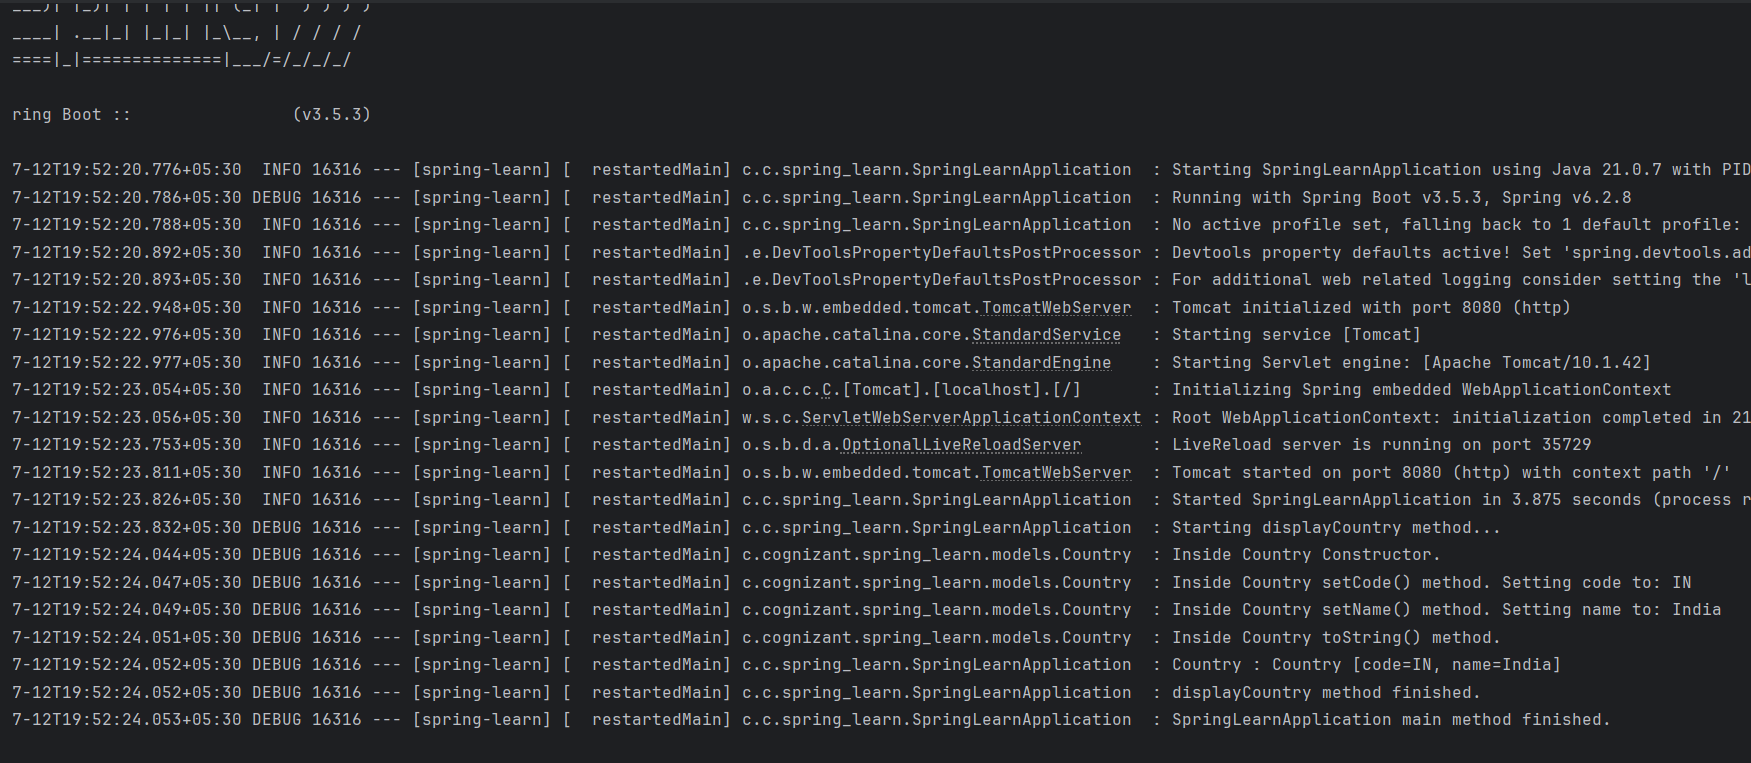 ___)| |_)| | | | | || (_| |  ) ) ) )
____| .__|_| |_|_| |_\__, | / / / /
====|_|==============|___/=/_/_/_/
ring Boot ::                (v3.5.3)
7-12T19:52:20.776+05:30  INFO 16316 --- [spring-learn] [  restartedMain] c.c.spring_learn.SpringLearnApplication  : Starting SpringLearnApplication using Java 21.0.7 with PID
7-12T19:52:20.786+05:30 DEBUG 16316 --- [spring-learn] [  restartedMain] c.c.spring_learn.SpringLearnApplication  : Running with Spring Boot v3.5.3, Spring v6.2.8
7-12T19:52:20.788+05:30  INFO 16316 --- [spring-learn] [  restartedMain] c.c.spring_learn.SpringLearnApplication  : No active profile set, falling back to 1 default profile:
7-12T19:52:20.892+05:30  INFO 16316 --- [spring-learn] [  restartedMain] .e.DevToolsPropertyDefaultsPostProcessor : Devtools property defaults active! Set 'spring.devtools.ad
7-12T19:52:20.893+05:30  INFO 16316 --- [spring-learn] [  restartedMain] .e.DevToolsPropertyDefaultsPostProcessor : For additional web related logging consider setting the 'l
7-12T19:52:22.948+05:30  INFO 16316 --- [spring-learn] [  restartedMain] o.s.b.w.embedded.tomcat.TomcatWebServer  : Tomcat initialized with port 8080 (http)
7-12T19:52:22.976+05:30  INFO 16316 --- [spring-learn] [  restartedMain] o.apache.catalina.core.StandardService   : Starting service [Tomcat]
7-12T19:52:22.977+05:30  INFO 16316 --- [spring-learn] [  restartedMain] o.apache.catalina.core.StandardEngine    : Starting Servlet engine: [Apache Tomcat/10.1.42]
7-12T19:52:23.054+05:30  INFO 16316 --- [spring-learn] [  restartedMain] o.a.c.c.C.[Tomcat].[localhost].[/]       : Initializing Spring embedded WebApplicationContext
7-12T19:52:23.056+05:30  INFO 16316 --- [spring-learn] [  restartedMain] w.s.c.ServletWebServerApplicationContext : Root WebApplicationContext: initialization completed in 21
7-12T19:52:23.753+05:30  INFO 16316 --- [spring-learn] [  restartedMain] o.s.b.d.a.OptionalLiveReloadServer       : LiveReload server is running on port 35729
7-12T19:52:23.811+05:30  INFO 16316 --- [spring-learn] [  restartedMain] o.s.b.w.embedded.tomcat.TomcatWebServer  : Tomcat started on port 8080 (http) with context path '/'
7-12T19:52:23.826+05:30  INFO 16316 --- [spring-learn] [  restartedMain] c.c.spring_learn.SpringLearnApplication  : Started SpringLearnApplication in 3.875 seconds (process r
7-12T19:52:23.832+05:30 DEBUG 16316 --- [spring-learn] [  restartedMain] c.c.spring_learn.SpringLearnApplication  : Starting displayCountry method...
7-12T19:52:24.044+05:30 DEBUG 16316 --- [spring-learn] [  restartedMain] c.cognizant.spring_learn.models.Country  : Inside Country Constructor.
7-12T19:52:24.047+05:30 DEBUG 16316 --- [spring-learn] [  restartedMain] c.cognizant.spring_learn.models.Country  : Inside Country setCode() method. Setting code to: IN
7-12T19:52:24.049+05:30 DEBUG 16316 --- [spring-learn] [  restartedMain] c.cognizant.spring_learn.models.Country  : Inside Country setName() method. Setting name to: India
7-12T19:52:24.051+05:30 DEBUG 16316 --- [spring-learn] [  restartedMain] c.cognizant.spring_learn.models.Country  : Inside Country toString() method.
7-12T19:52:24.052+05:30 DEBUG 16316 --- [spring-learn] [  restartedMain] c.c.spring_learn.SpringLearnApplication  : Country : Country [code=IN, name=India]
7-12T19:52:24.052+05:30 DEBUG 16316 --- [spring-learn] [  restartedMain] c.c.spring_learn.SpringLearnApplication  : displayCountry method finished.
7-12T19:52:24.053+05:30 DEBUG 16316 --- [spring-learn] [  restartedMain] c.c.spring_learn.SpringLearnApplication  : SpringLearnApplication main method finished.